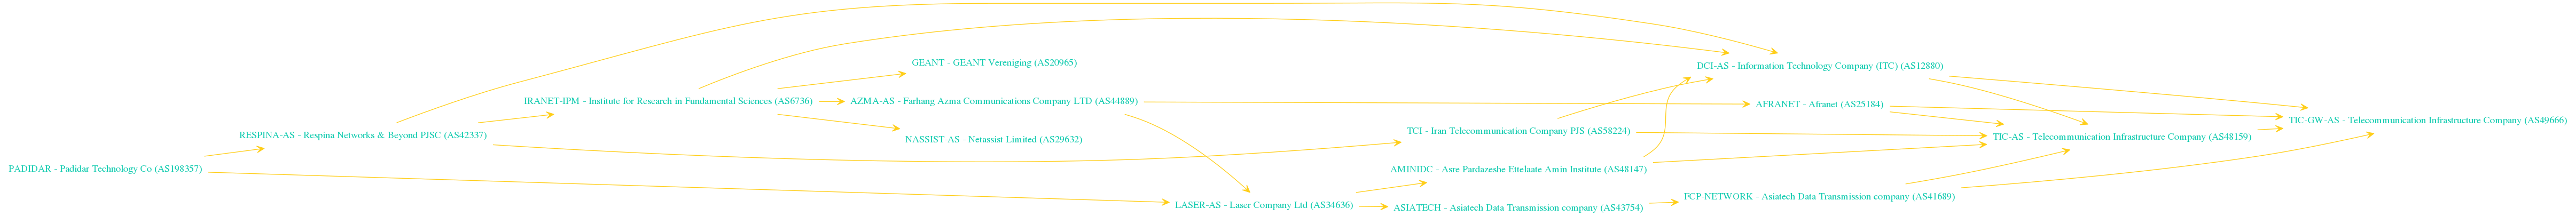 PADIDAR - Padidar Technology Co (AS198357)
RESPINA-AS - Respina Networks & Beyond PJSC (AS42337)
IRANET-IPM - Institute for Research in Fundamental Sciences (AS6736)
GEANT - GEANT Vereniging (AS20965)
AZMA-AS - Farhang Azma Communications Company LTD (AS44889)
NASSIST-AS - Netassist Limited (AS29632)
LASER-AS - Laser Company Ltd (AS34636)
TCI - Iran Telecommunication Company PJS (AS58224)
AMINIDC - Asre Pardazeshe Ettelaate Amin Institute (AS48147)
ASIATECH - Asiatech Data Transmission company (AS43754)
DCI-AS - Information Technology Company (ITC) (AS12880)
AFRANET - Afranet (AS25184)
FCP-NETWORK - Asiatech Data Transmission company (AS41689)
TIC-AS - Telecommunication Infrastructure Company (AS48159)
TIC-GW-AS - Telecommunication Infrastructure Company (AS49666)